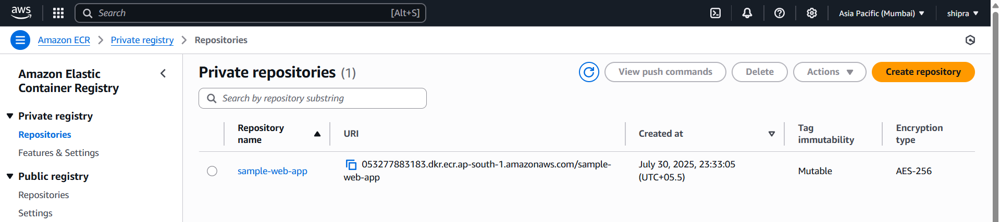 aws
Search [Alt+S]
Asia Pacific (Mumbai) shipra
Amazon ECR Private registry Repositories
Amazon Elastic
Container Registry
Private registry
Repositories
Features & Settings
Public registry
Repositories
Settings
Private repositories (1)
View push commands Delete Actions Create repository
Search by repository substring
Repository
name
URI
Created at
Tag
immutability
Encryption
type
sample-web-app
053277883183.dkr.ecr.ap-south-1.amazonaws.com/sample-
web-app
July 30, 2025, 23:33:05
(UTC+05.5)
Mutable
AES-256